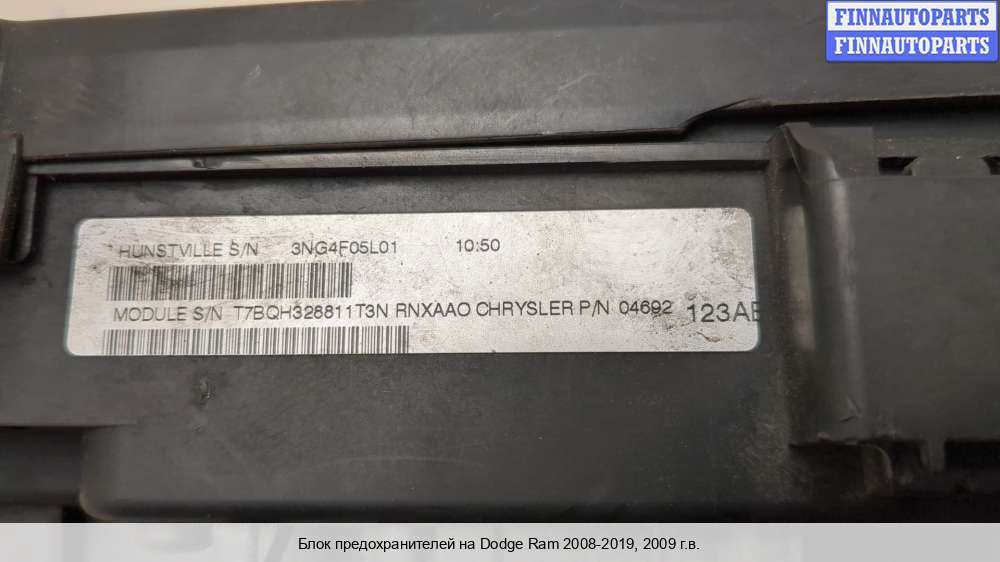 FINNAUTOPARTS
FINNAUTOPARTS
HUNSTVILLE S/N 3NG4F05L01 10:50
MODULE S/N T7BQH328811T3N RNXAAO CHRYSLER P/N 04692 123AE
Блок предохранителей на Dodge Ram 2008-2019, 2009 г.в.